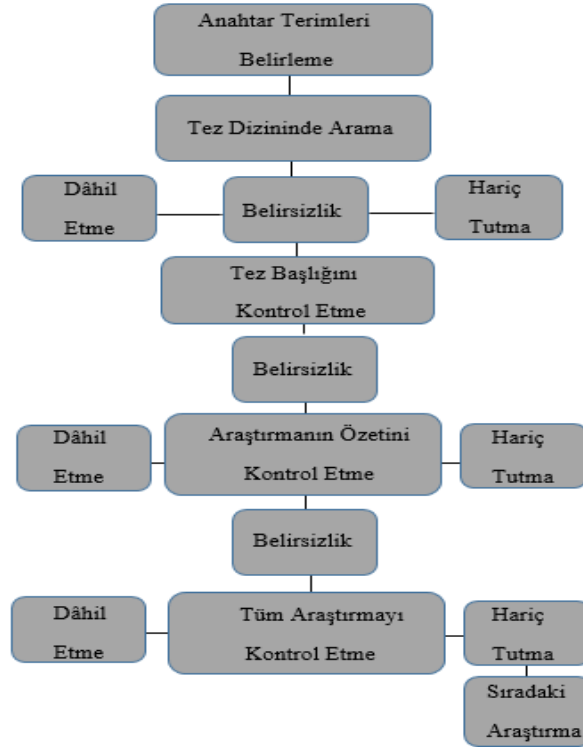 Anahtar Terimleri
Belirleme
Tez Dizininde Arama
Dâhil
Etme
Belirsizlik
Hariç
Tutma
Tez Başlığını
Kontrol Etme
Belirsizlik
Dâhil
Etme
Araştırmanın Özetini
Kontrol Etme
Hariç
Tutma
Belirsizlik
Dâhil
Etme
Tüm Araştırmayı
Kontrol Etme
Hariç
Tutma
Sıradaki
Araştırma